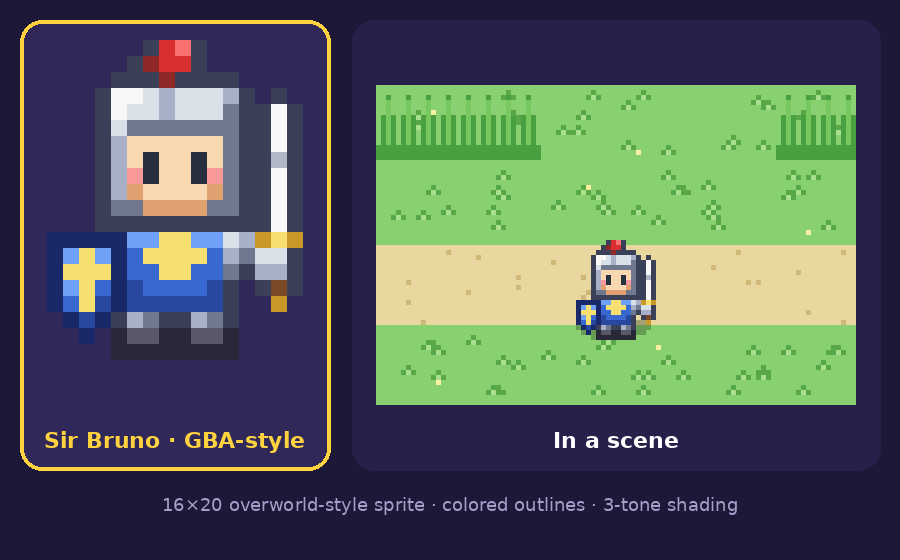 Sir Bruno · GBA-style
In a scene
16×20 overworld-style sprite · colored outlines · 3-tone shading